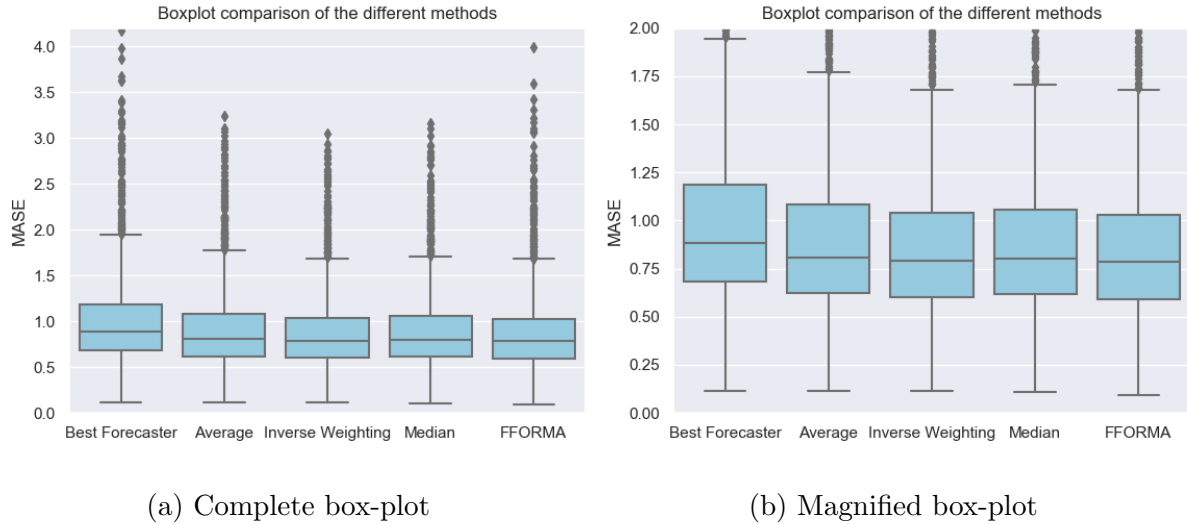 Boxplot comparison of the different methods
MASE
4.0
3.5
3.0
2.5
2.0
1.5
1.0
0.5
0.0
Best Forecaster Average Inverse Weighting Median FFORMA
(a) Complete box-plot
Boxplot comparison of the different methods
MASE
2.00
1.75
1.50
1.25
1.00
0.75
0.50
0.25
0.00
Best Forecaster Average Inverse Weighting Median FFORMA
(b) Magnified box-plot